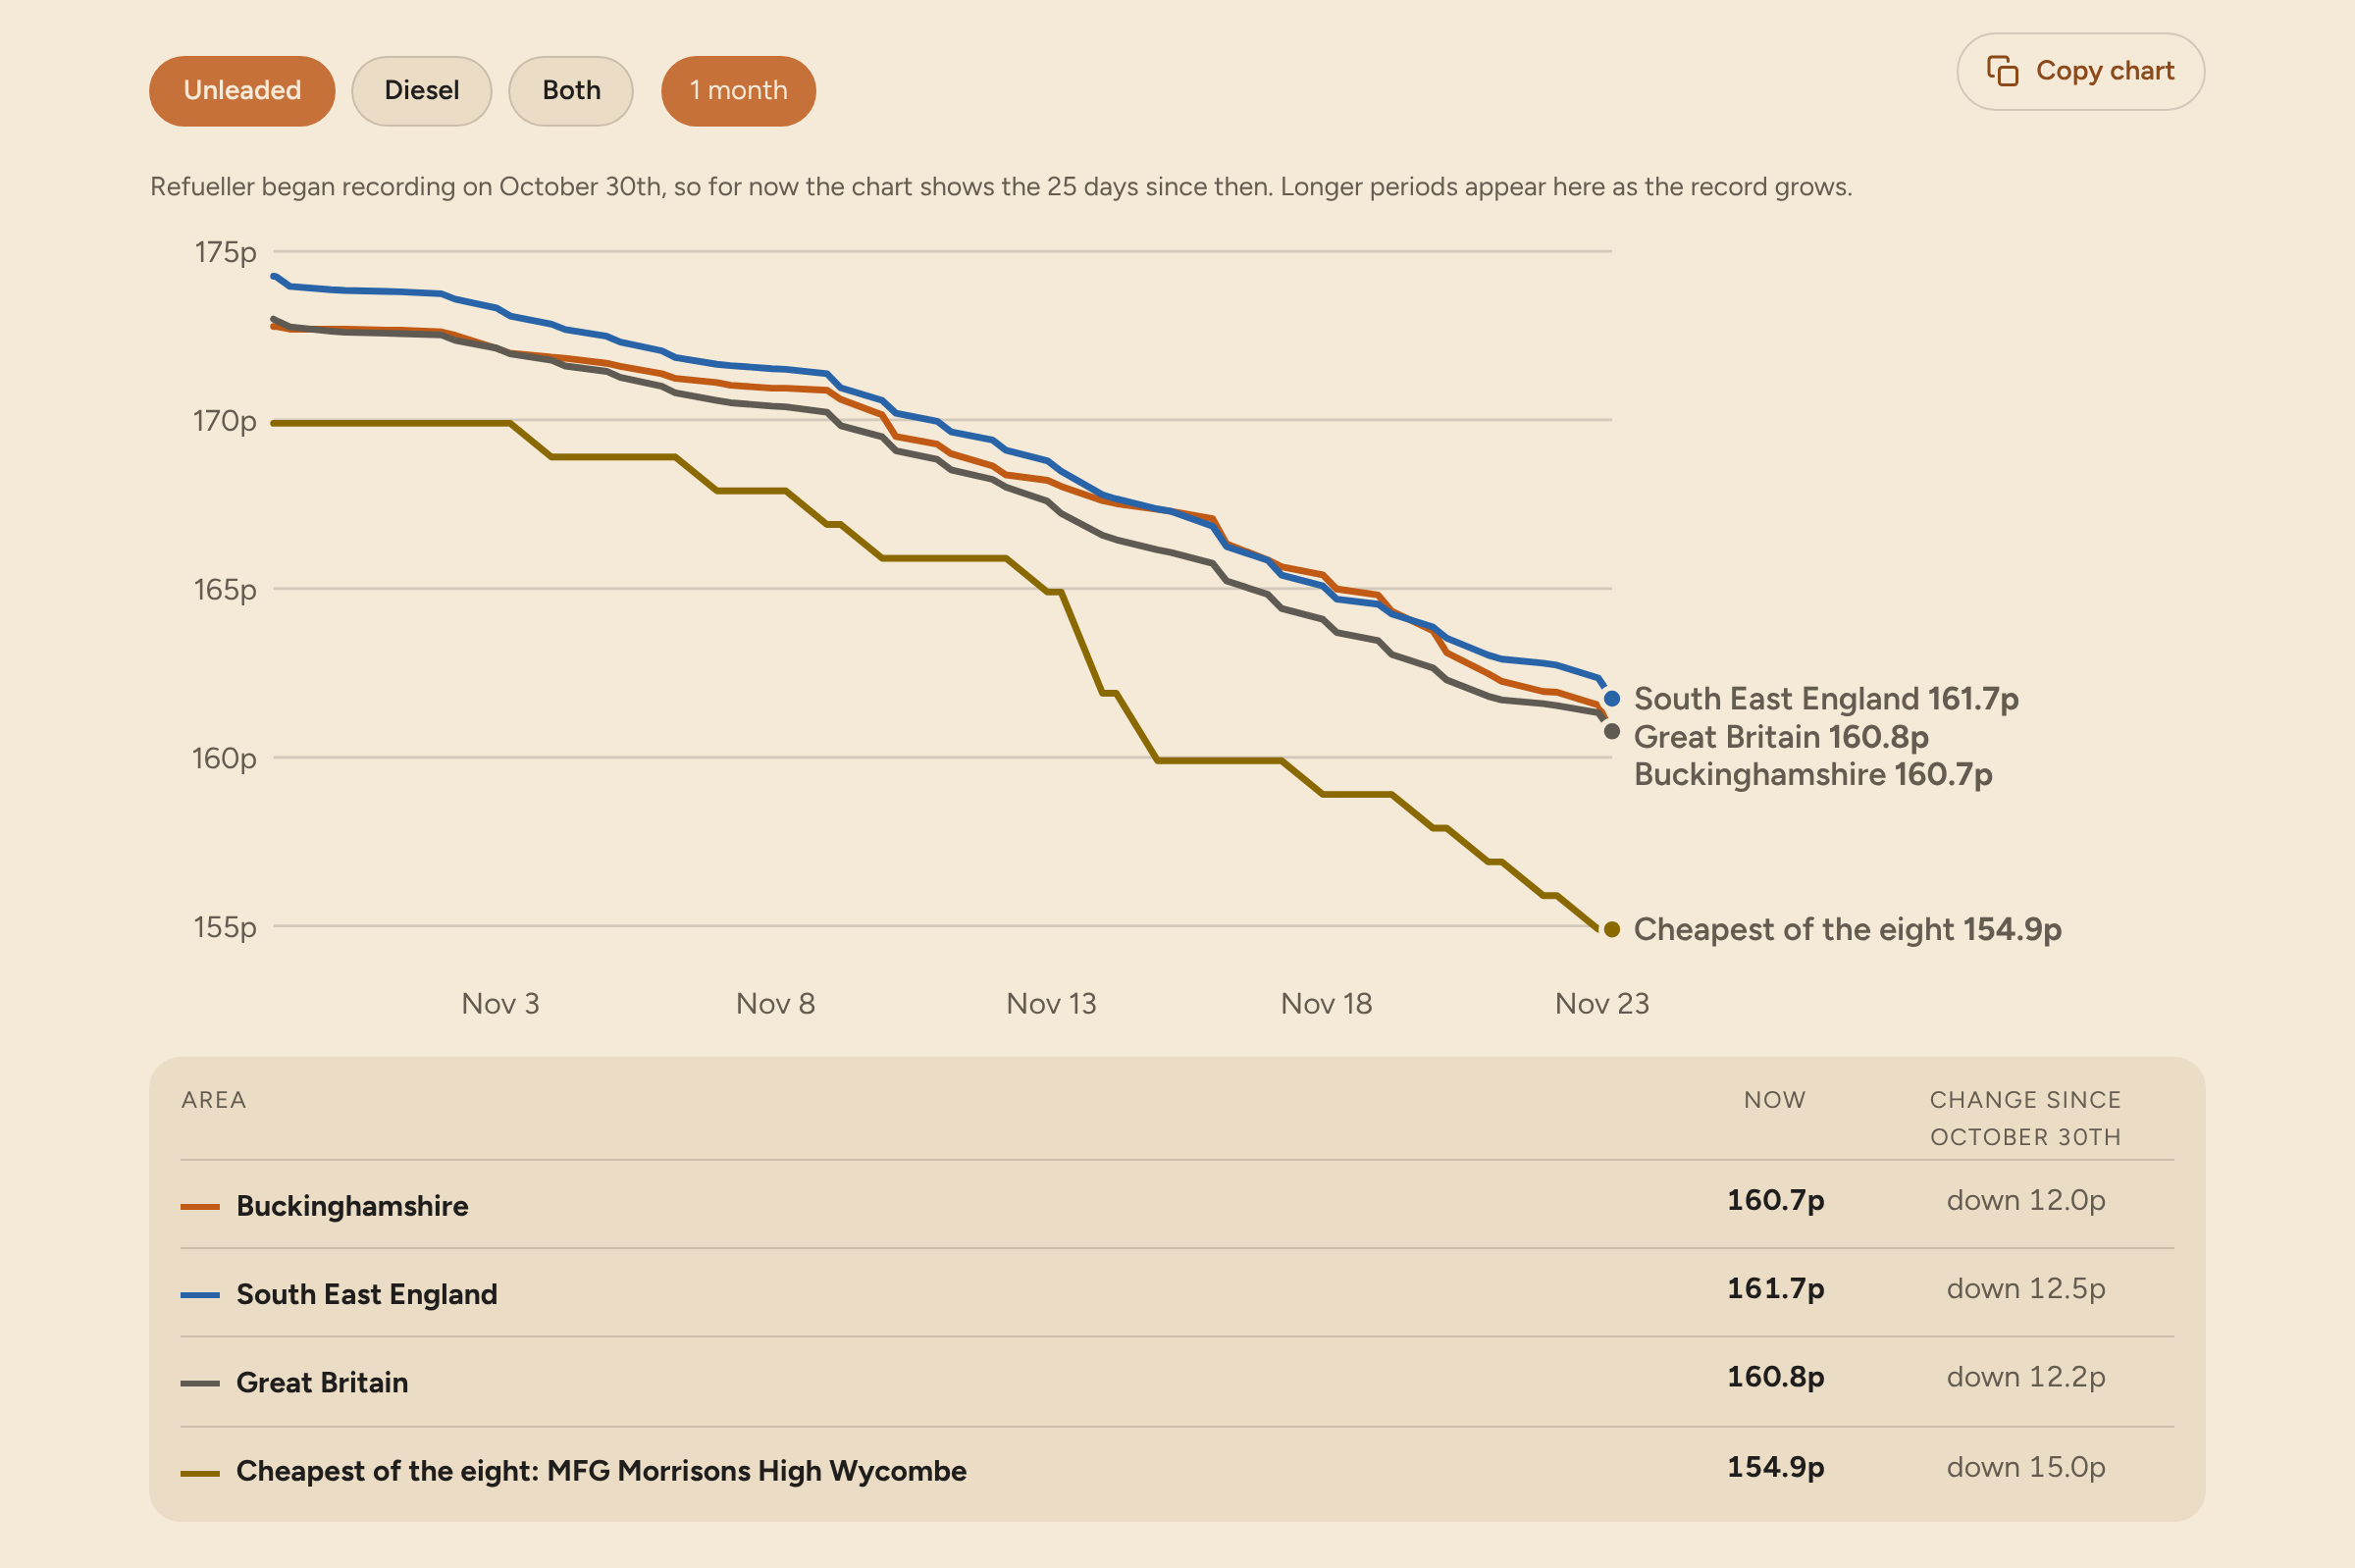 Unleaded Diesel Both 1 month Copy chart
Refueller began recording on October 30th, so for now the chart shows the 25 days since then. Longer periods appear here as the record grows.
175p
170p
165p
160p
155p
South East England 161.7p
Great Britain 160.8p
Buckinghamshire 160.7p
Cheapest of the eight 154.9p
Nov 3 Nov 8 Nov 13 Nov 18 Nov 23
AREA NOW CHANGE SINCE
OCTOBER 30TH
Buckinghamshire 160.7p down 12.0p
South East England 161.7p down 12.5p
Great Britain 160.8p down 12.2p
Cheapest of the eight: MFG Morrisons High Wycombe 154.9p down 15.0p